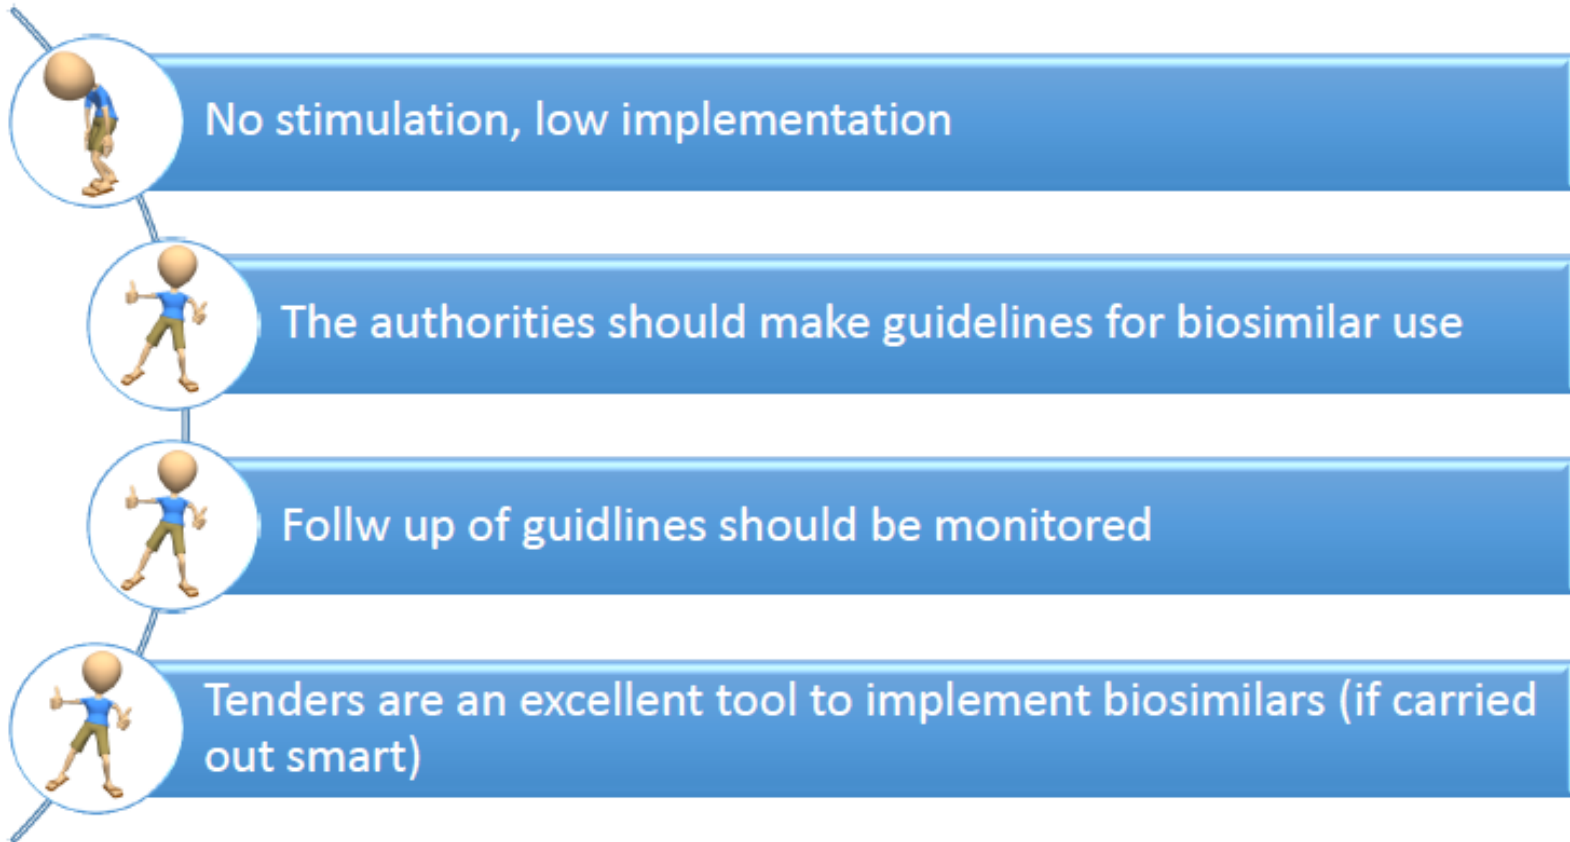 No stimulation, low implementation
The authorities should make guidelines for biosimilar use
Follw up of guidlines should be monitored
Tenders are an excellent tool to implement biosimilars (if carried
out smart)